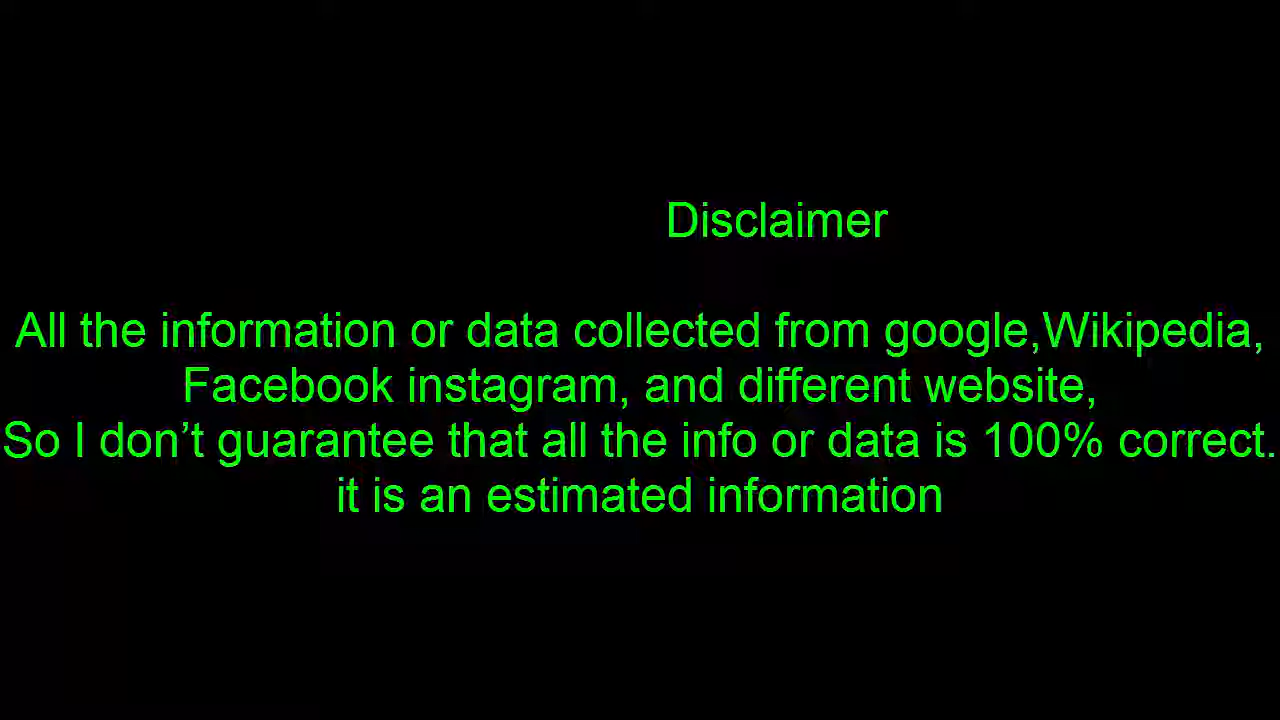 Disclaimer
All the information or data collected from google,Wikipedia,
Facebook instagram, and different website,
So I don’t guarantee that all the info or data is 100% correct.
it is an estimated information